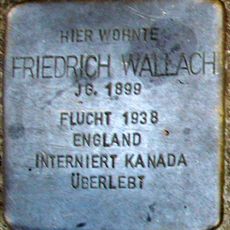 HIER WOHNTE
FRIEDRICH WALLACH
JG. 1899
FLUCHT 1938
ENGLAND
INTERNIERT KANADA
ÜBERLEBT